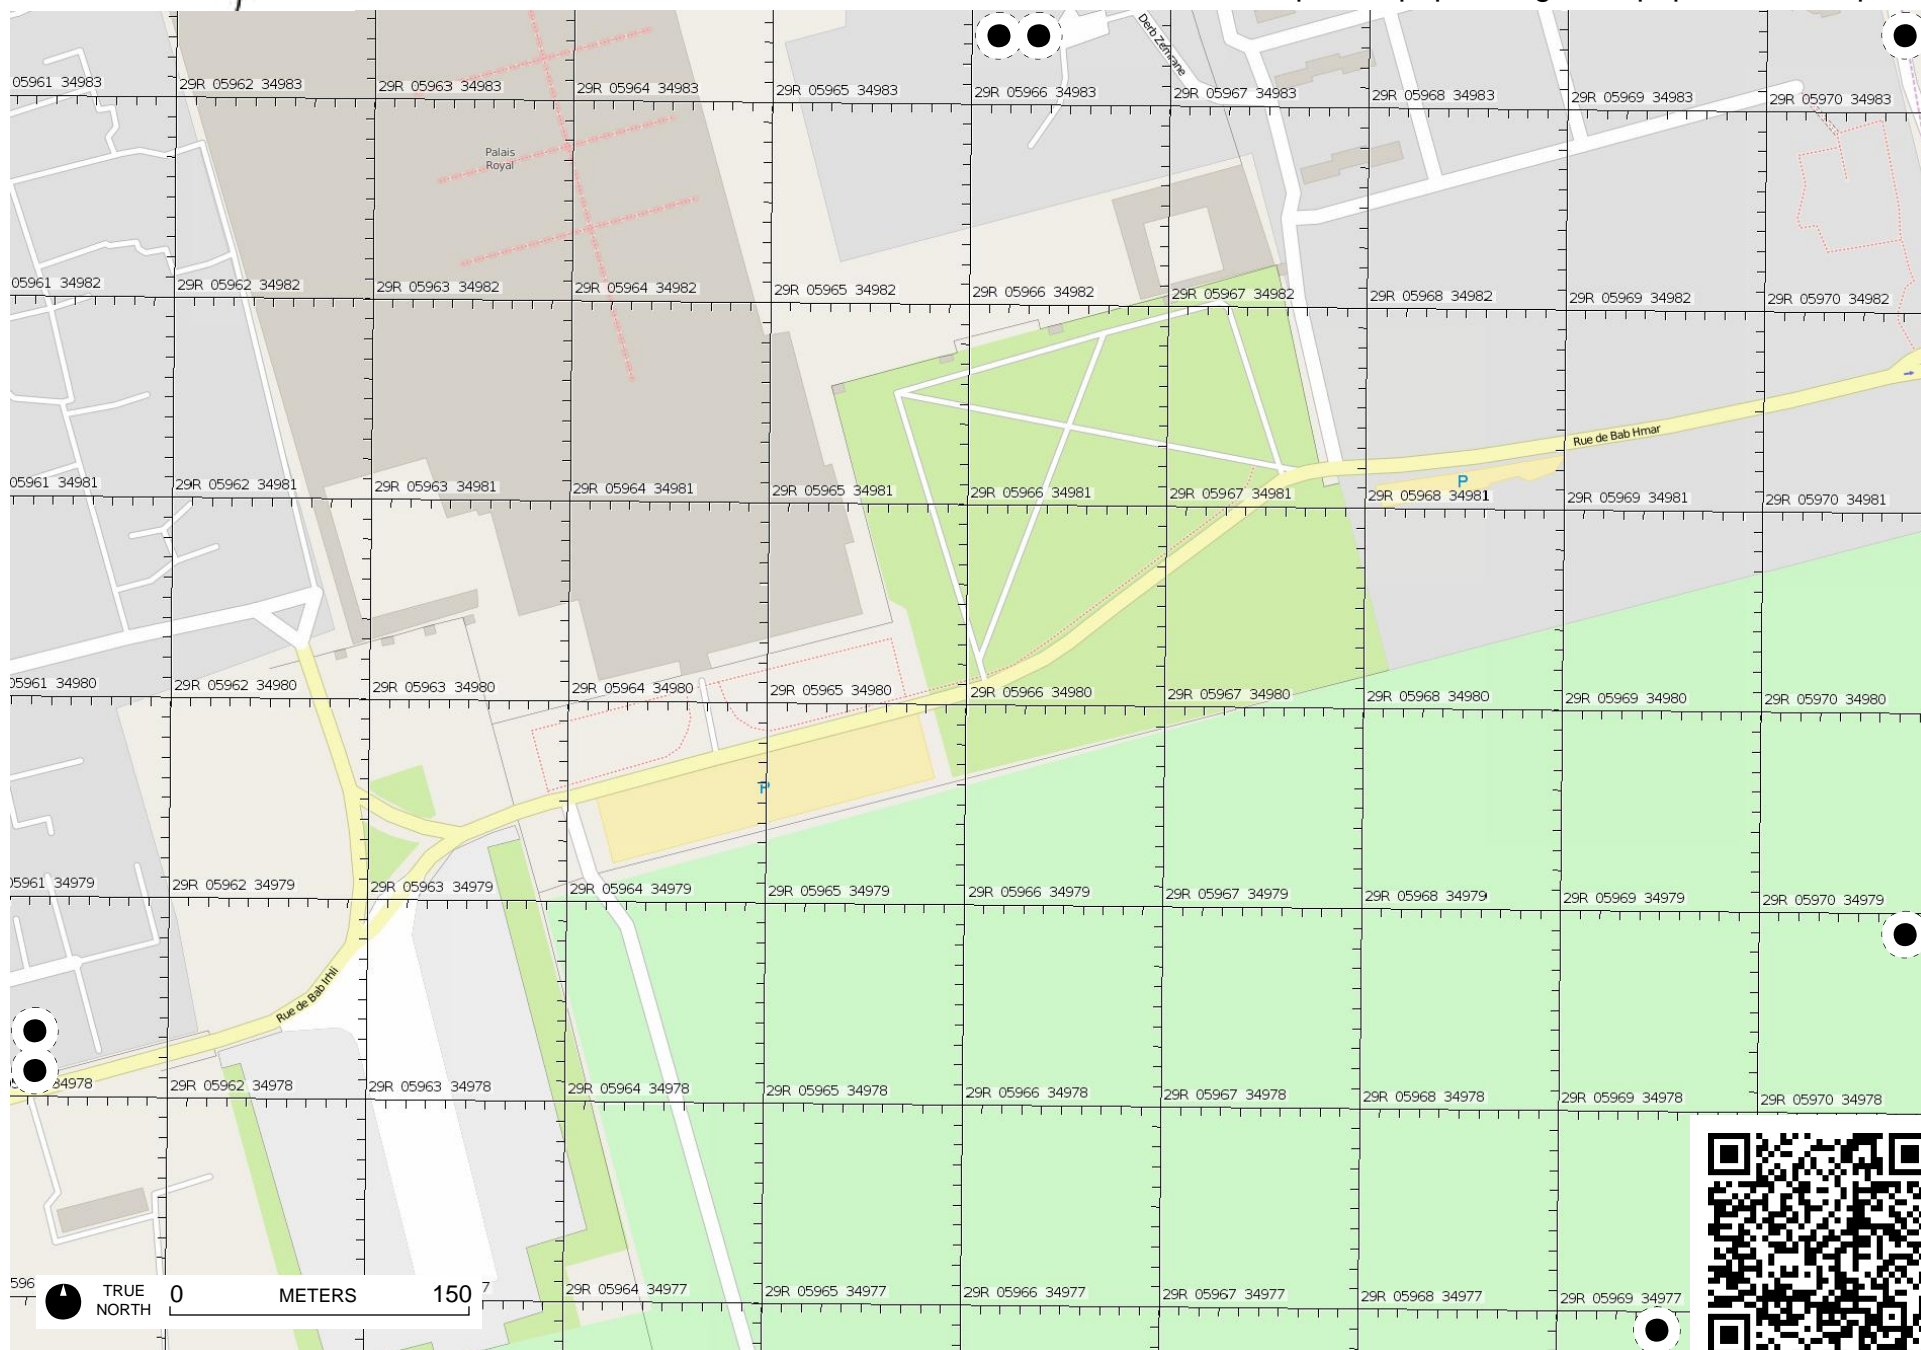 Derb Zemrane
05961 34983
29R 05962 34983
29R 05963 34983
29R 05964 34983
29R 05965 34983
29R 05966 34983
29R 05967 34983
29R 05968 34983
29R 05969 34983
29R 05970 34983
Palais
Royal
05961 34982
29R 05962 34982
29R 05963 34982
29R 05964 34982
29R 05965 34982
29R 05966 34982
29R 05967 34982
29R 05968 34982
29R 05969 34982
29R 05970 34982
Rue de Bab Hmar
P
05961 34981
29R 05962 34981
29R 05963 34981
29R 05964 34981
29R 05965 34981
29R 05966 34981
29R 05967 34981
29R 05968 34981
29R 05969 34981
29R 05970 34981
05961 34980
29R 05962 34980
29R 05963 34980
29R 05964 34980
29R 05965 34980
29R 05966 34980
29R 05967 34980
29R 05968 34980
29R 05969 34980
29R 05970 34980
P
05961 34979
29R 05962 34979
29R 05963 34979
29R 05964 34979
29R 05965 34979
29R 05966 34979
29R 05967 34979
29R 05968 34979
29R 05969 34979
29R 05970 34979
Rue de Bab Irhli
34978
29R 05962 34978
29R 05963 34978
29R 05964 34978
29R 05965 34978
29R 05966 34978
29R 05967 34978
29R 05968 34978
29R 05969 34978
29R 05970 34978
596
7
29R 05964 34977
29R 05965 34977
29R 05966 34977
29R 05967 34977
29R 05968 34977
29R 05969 34977
TRUE
NORTH
0 METERS 150